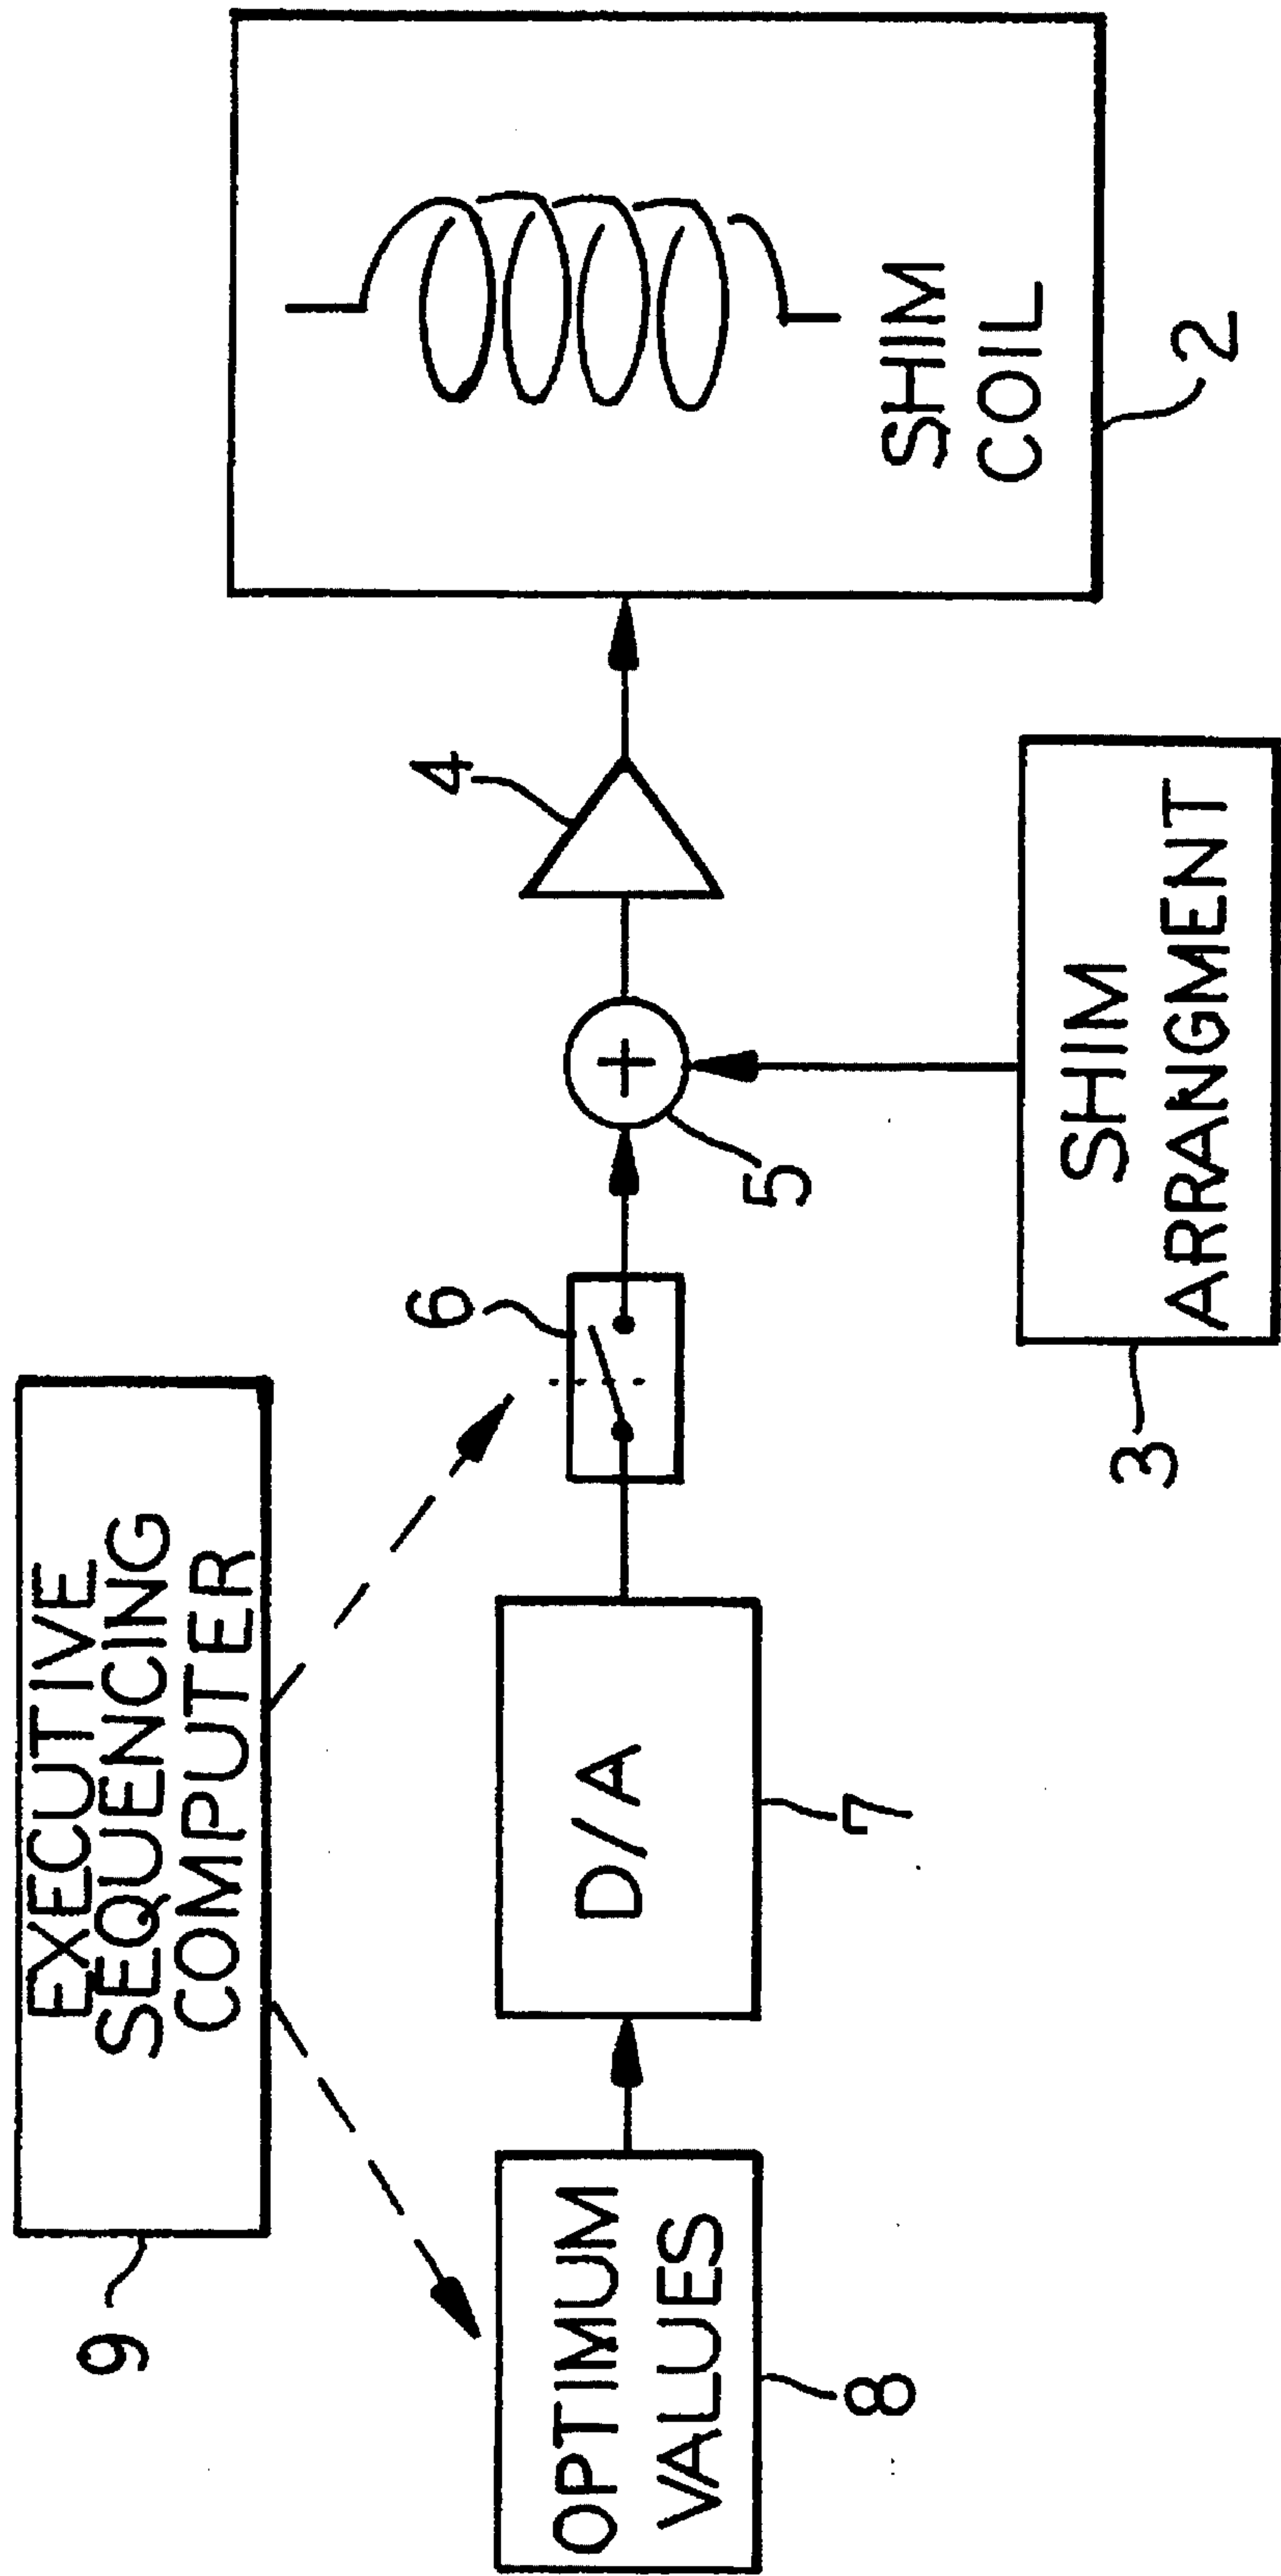 EXECUTIVE
SEQUENCING
COMPUTER
9
6
4
OPTIMUM
VALUES
8
D/A
7
+
5
SHIM
ARRANGMENT
3
SHIM
COIL
2